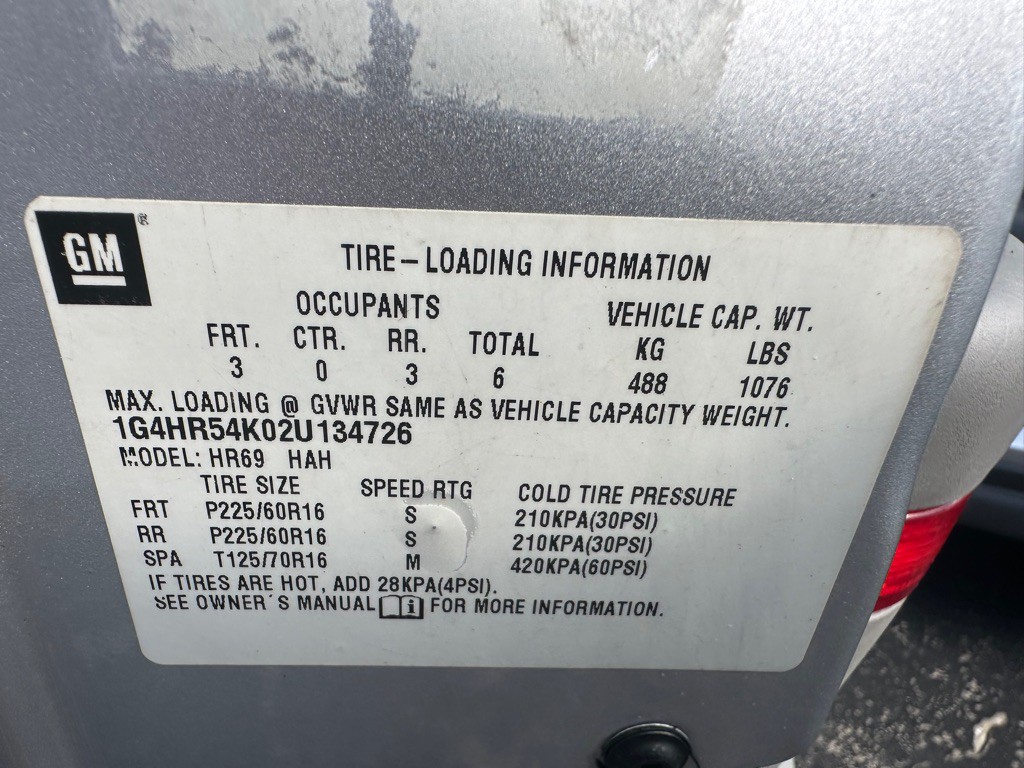 GM ®
TIRE-LOADING INFORMATION
OCCUPANTS VEHICLE CAP. WT.
FRT. CTR. RR. TOTAL KG LBS
3 0 3 6 488 1076
MAX. LOADING @ GVWR SAME AS VEHICLE CAPACITY WEIGHT.
1G4HR54K02U134726
MODEL: HR69 HAH
TIRE SIZE SPEED RTG COLD TIRE PRESSURE
FRT P225/60R16 S 210KPA(30PSI)
RR P225/60R16 S 210KPA(30PSI)
SPA T125/70R16 M 420KPA(60PSI)
IF TIRES ARE HOT, ADD 28KPA(4PSI).
SEE OWNER'S MANUAL i FOR MORE INFORMATION.